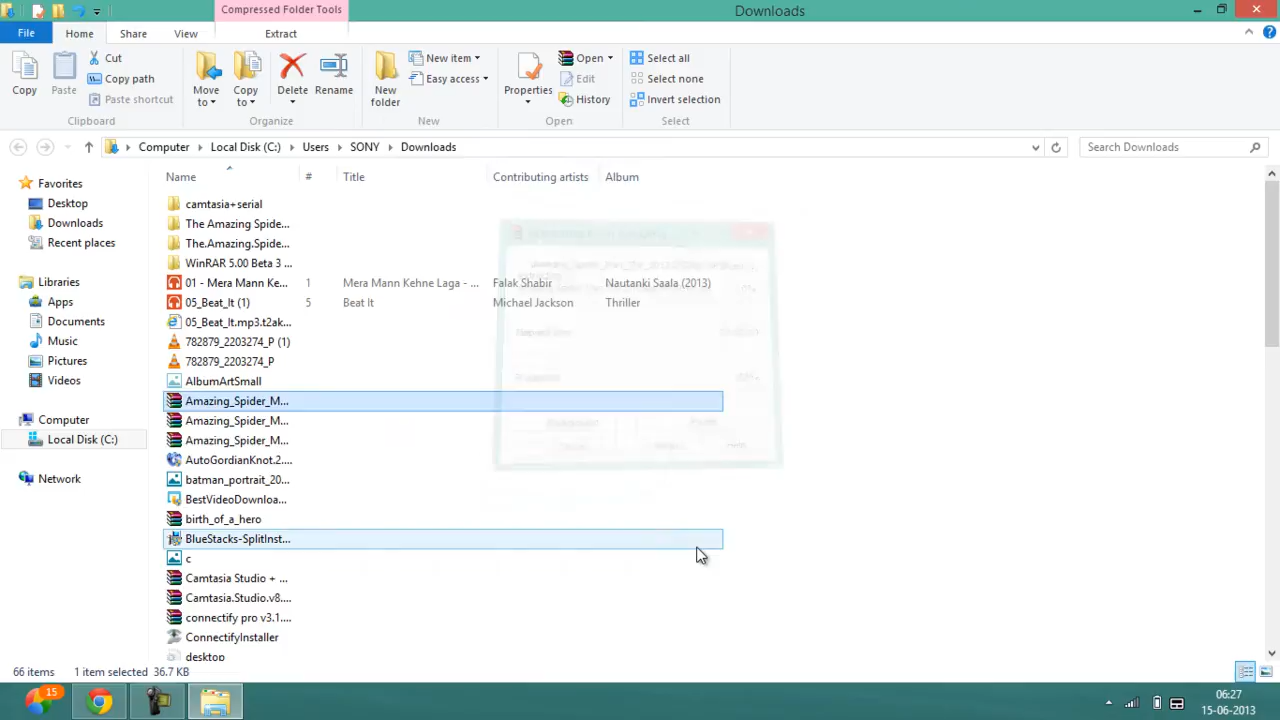 Compressed Folder Tools
Downloads
File
Home
Share
View
Extract
Copy
Paste
Cut
Copy path
Paste shortcut
Clipboard
Move to
Copy to
Delete
Rename
Organize
New folder
New item
Easy access
New
Properties
Open
Edit
History
Open
Select all
Select none
Invert selection
Select
Computer
Local Disk (C:)
Users
SONY
Downloads
Search Downloads
Name
#
Title
Contributing artists
Album
Favorites
Desktop
Downloads
Recent places
Libraries
Apps
Documents
Music
Pictures
Videos
Computer
Local Disk (C:)
Network
camtasia+serial
The Amazing Spide...
The.Amazing.Spide...
WinRAR 5.00 Beta 3 ...
01 - Mera Mann Ke... 1 Mera Mann Kehne Laga - ... Falak Shabir Nautanki Saala (2013)
05_Beat_It (1) 5 Beat It Michael Jackson Thriller
05_Beat_It.mp3.t2ak...
782879_2203274_P (1)
782879_2203274_P
AlbumArtSmall
Amazing_Spider_M...
Amazing_Spider_M...
Amazing_Spider_M...
AutoGordianKnot.2....
batman_portrait_20...
BestVideoDownloa...
birth_of_a_hero
BlueStacks-SplitInst...
c
Camtasia Studio + ...
Camtasia.Studio.v8....
connectify pro v3.1....
ConnectifyInstaller
desktop
66 items 1 item selected 36.7 KB
15
06:27
15-06-2013